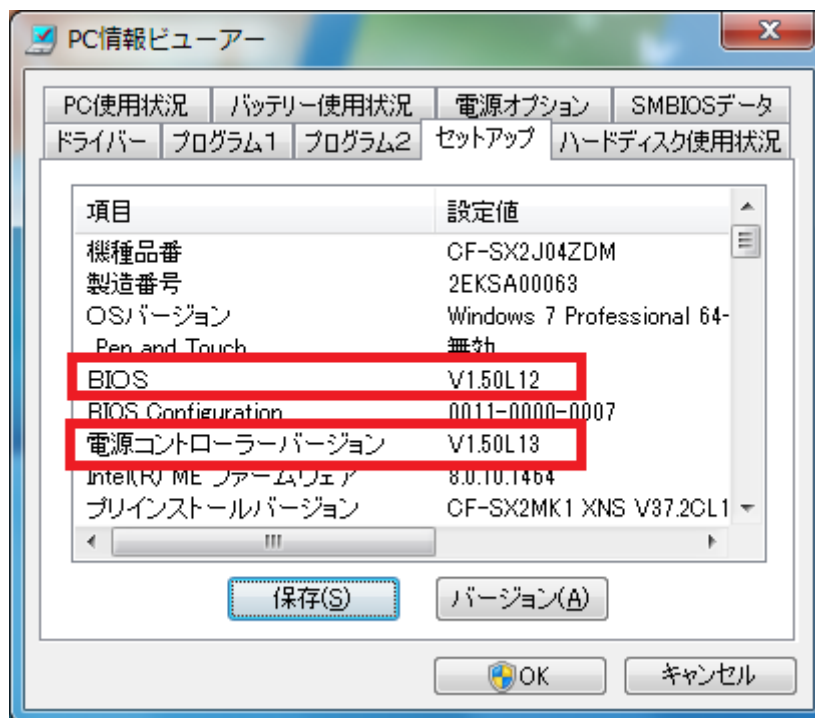 PC情報ビューアー
PC使用状況 バッテリー使用状況 電源オプション SMBIOSデータ
ドライバー プログラム1 プログラム2 セットアップ ハードディスク使用状況
項目 設定値
機種品番 CF-SX2J04ZDM
製造番号 2EKSA00063
OSバージョン Windows 7 Professional 64-
Pen and Touch 無効
BIOS V1.50L12
BIOS Configuration 0011-0000-0007
電源コントローラーバージョン V1.50L13
Intel(R) ME ファームウェア 8.0.10.1464
プリインストールバージョン CF-SX2MK1 XNS V37.2CL1
保存(S) バージョン(A)
OK キャンセル